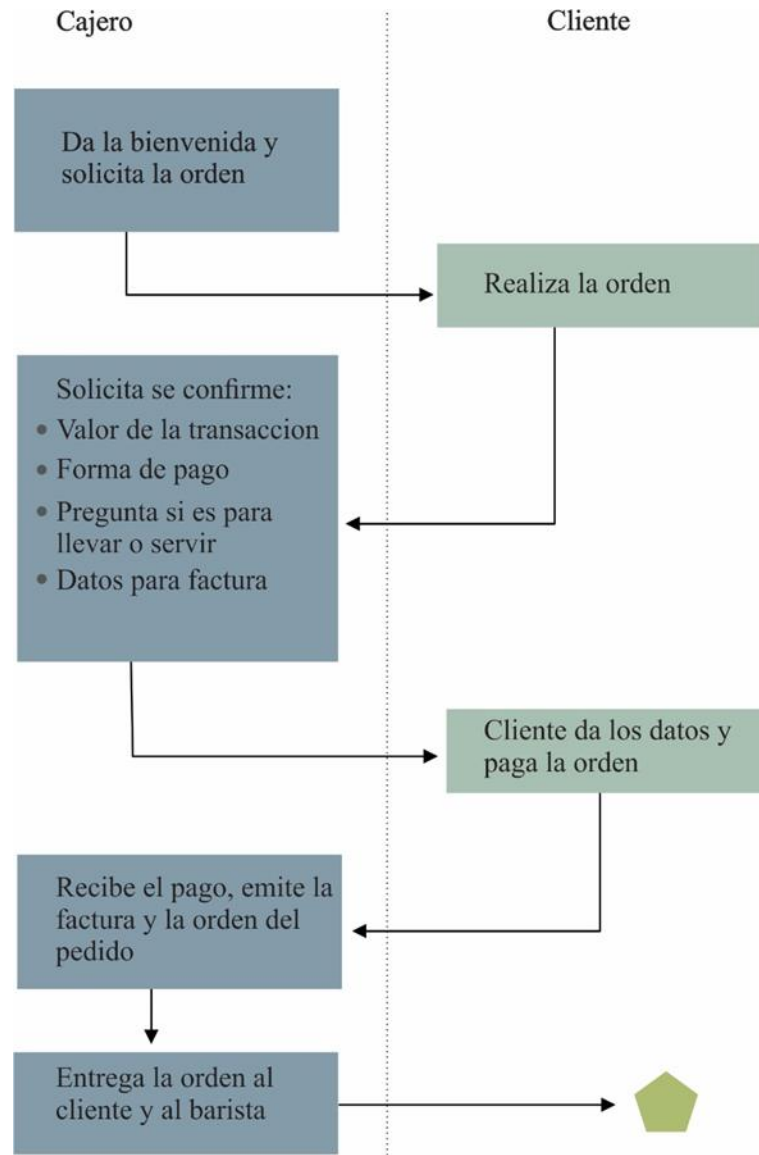 Cajero
Cliente
Da la bienvenida y
solicita la orden
Realiza la orden
Solicita se confirme:
• Valor de la transaccion
• Forma de pago
• Pregunta si es para
llevar o servir
• Datos para factura
Cliente da los datos y
paga la orden
Recibe el pago, emite la
factura y la orden del
pedido
Entrega la orden al
cliente y al barista